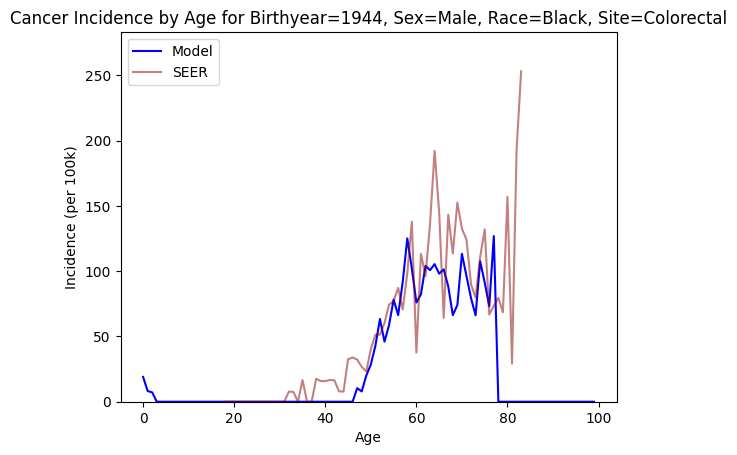 Cancer Incidence by Age for Birthyear=1944, Sex=Male, Race=Black, Site=Colorectal
Model
SEER
250
200
150
100
50
0
Incidence (per 100k)
0 20 40 60 80 100
Age